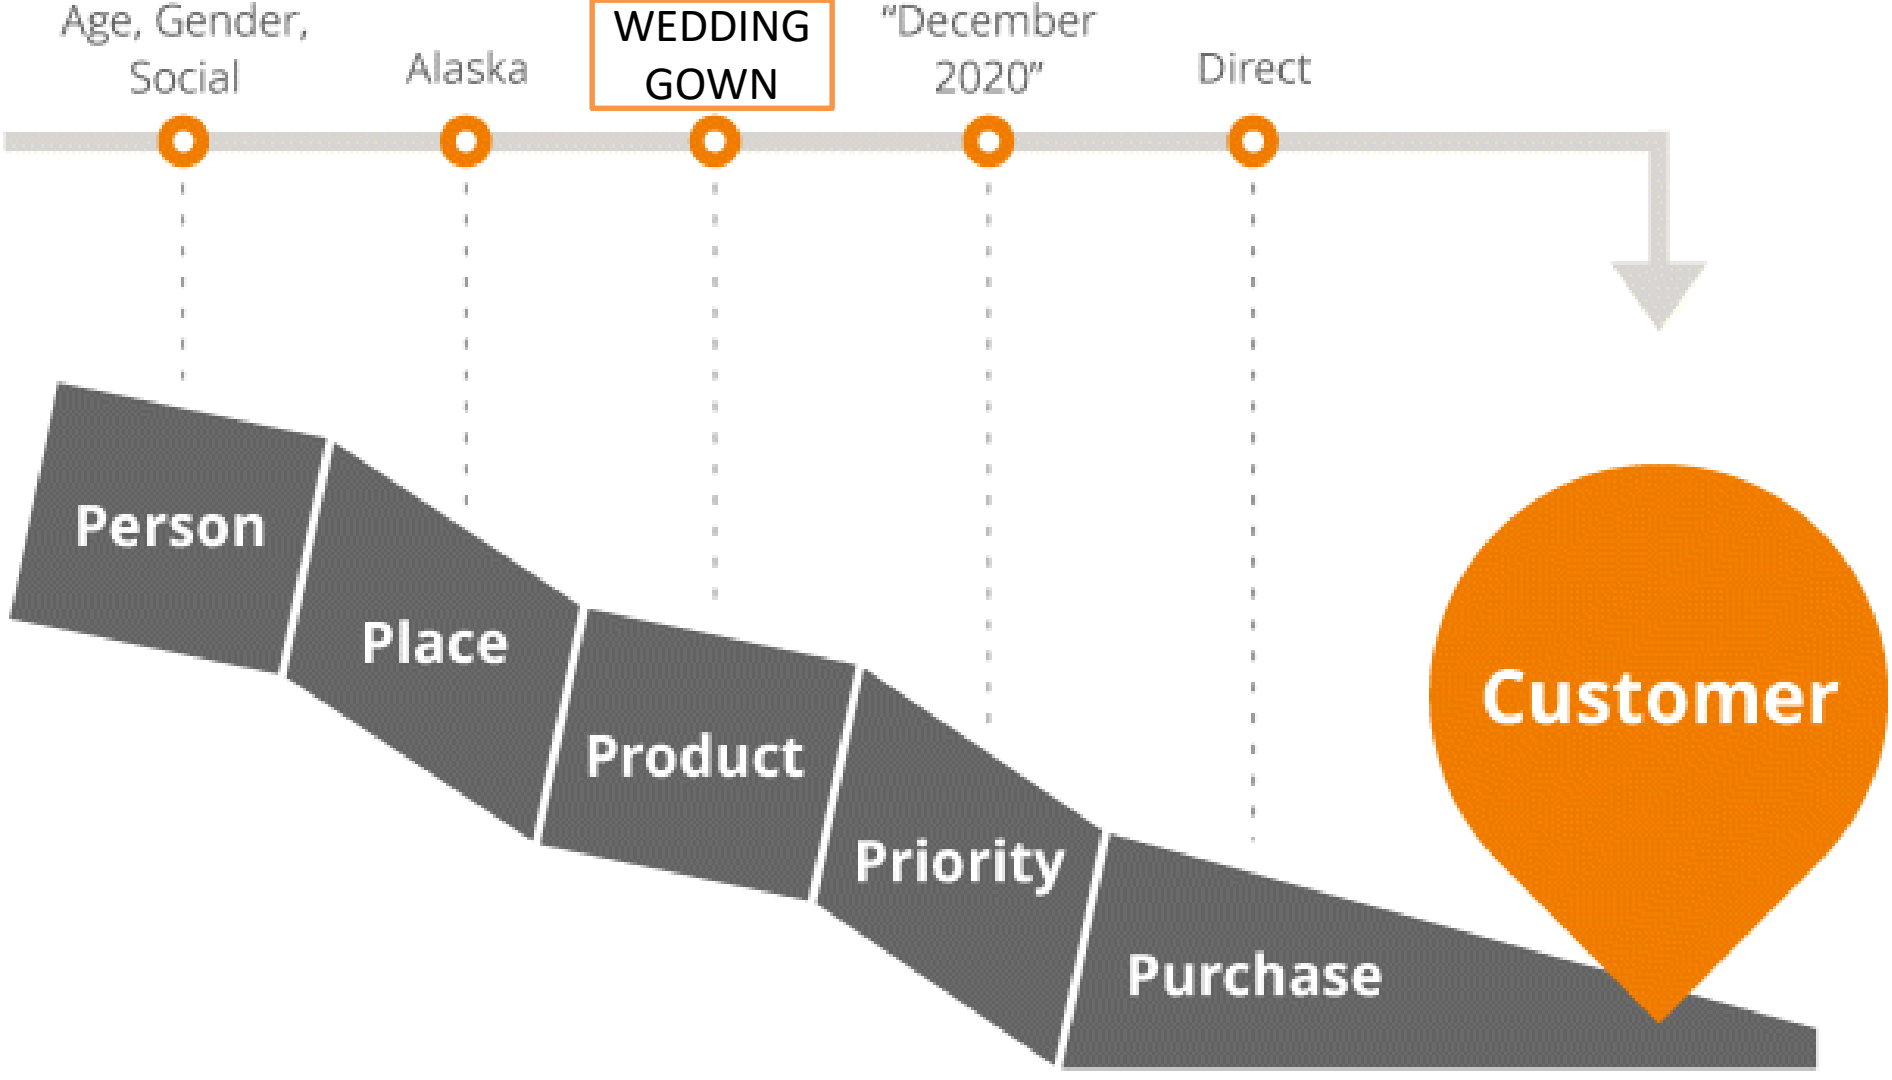 Age, Gender,
Social
Alaska
WEDDING
GOWN
“December
2020”
Direct
Person
Place
Product
Priority
Purchase
Customer